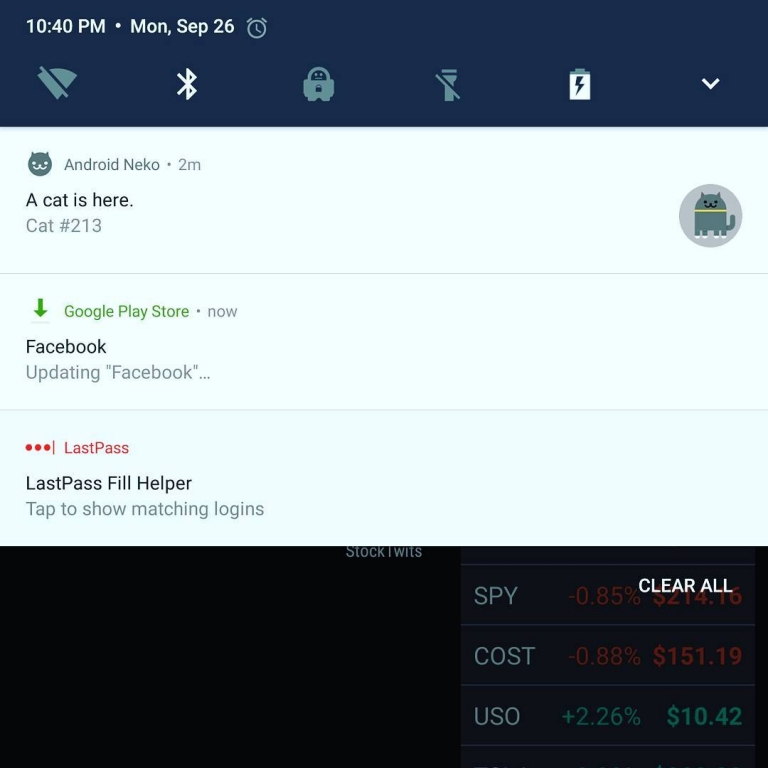 10:40 PM • Mon, Sep 26
Android Neko • 2m
A cat is here.
Cat #213
Google Play Store • now
Facebook
Updating "Facebook"...
LastPass
LastPass Fill Helper
Tap to show matching logins
StockTwits
CLEAR ALL
SPY -0.85% $214.16
COST -0.88% $151.19
USO +2.26% $10.42